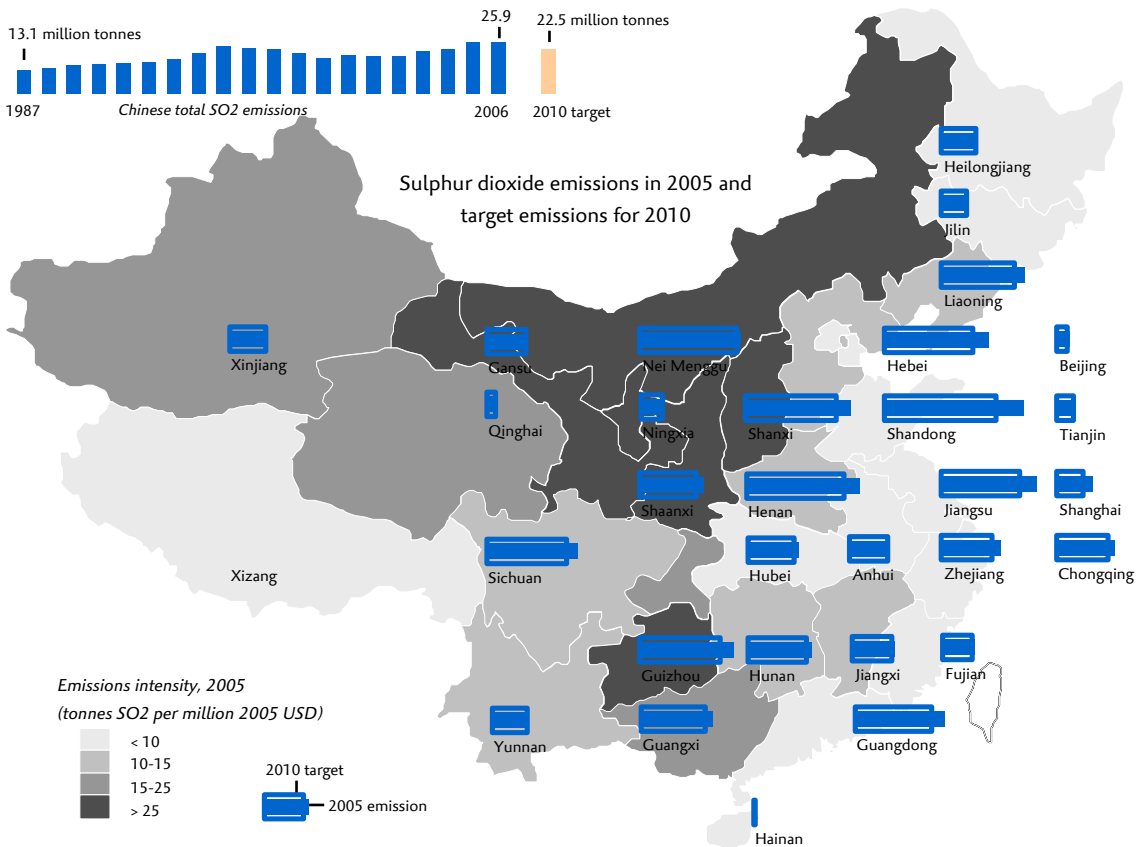 25.9
13.1 million tonnes
22.5 million tonnes
1987
Chinese total SO2 emissions
2006
2010 target
Sulphur dioxide emissions in 2005 and
target emissions for 2010
Heilongjiang
Jilin
Liaoning
Xinjiang
Gansu
Nei Menggu
Hebei
Beijing
Qinghai
Ningxia
Shanxi
Shandong
Tianjin
Shaanxi
Henan
Jiangsu
Shanghai
Xizang
Sichuan
Hubei
Anhui
Zhejiang
Chongqing
Guizhou
Hunan
Jiangxi
Fujian
Yunnan
Guangxi
Guangdong
Hainan
Emissions intensity, 2005
(tonnes SO2 per million 2005 USD)
< 10
10-15
15-25
> 25
2010 target
2005 emission